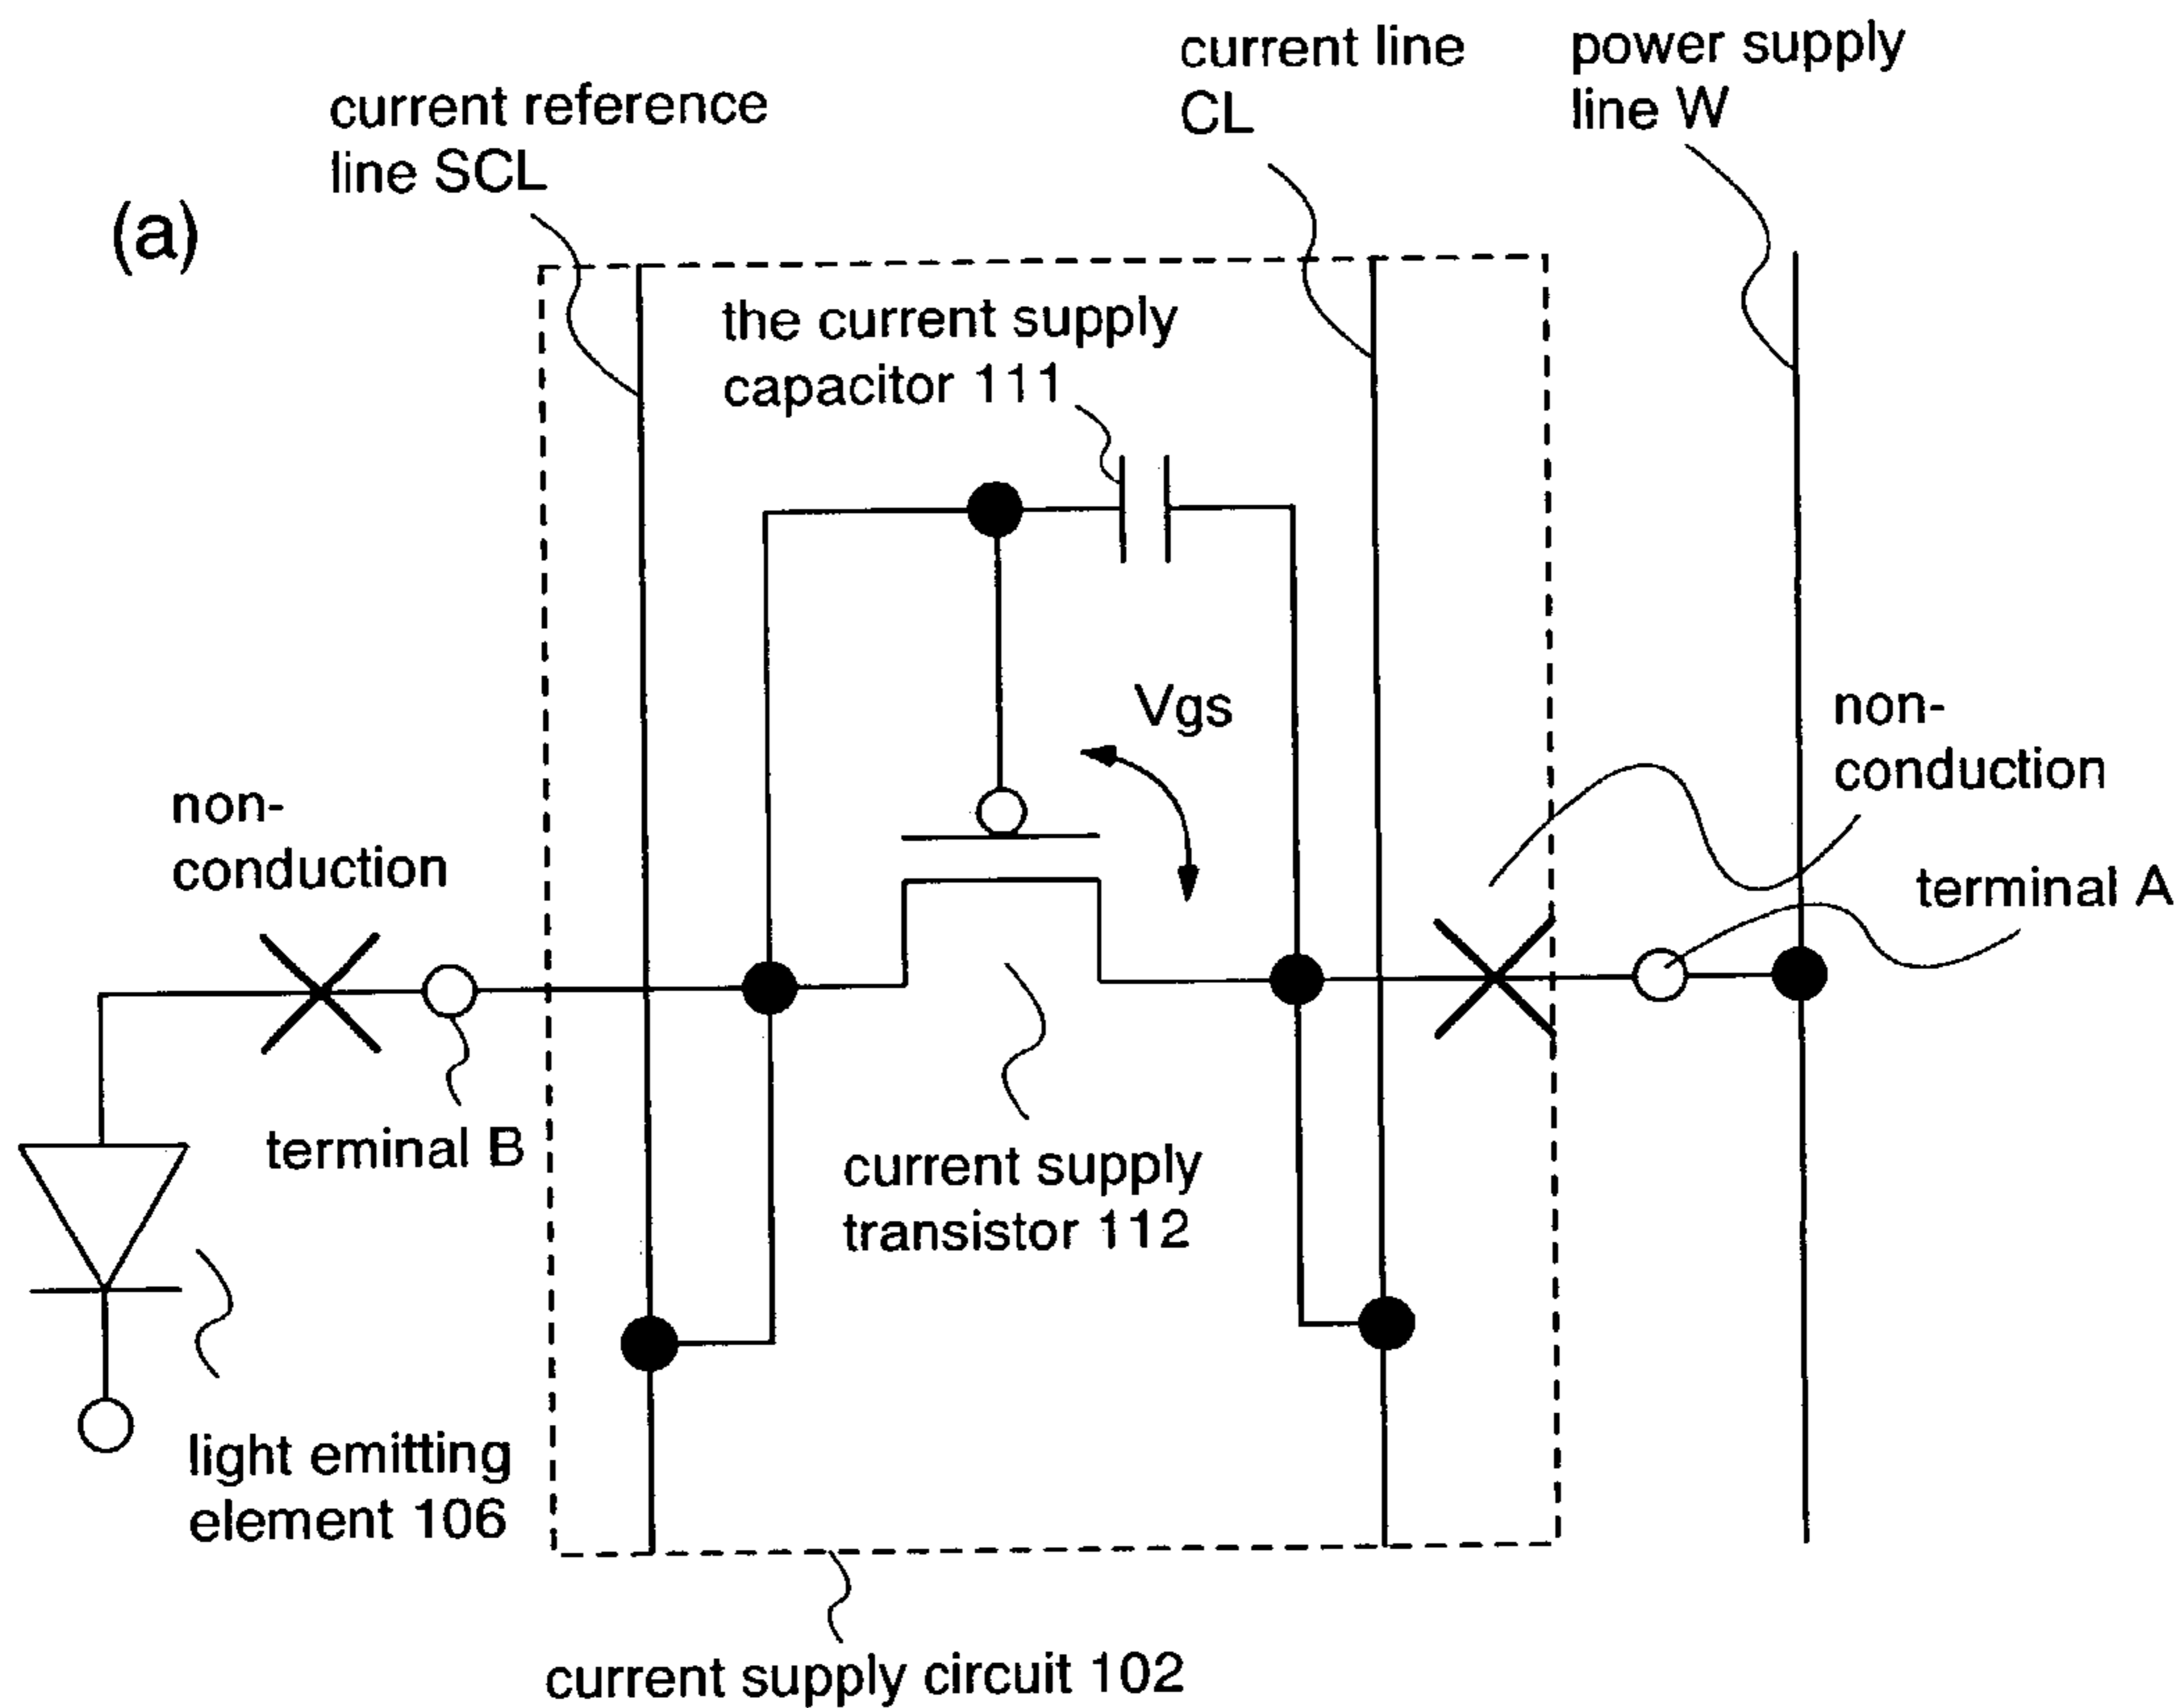 current line
CL
power supply
line W
current reference
line SCL
(a)
the current supply
capacitor 111
Vgs
non-
conduction
non-
conduction
terminal A
terminal B
current supply
transistor 112
light emitting
element 106
current supply circuit 102